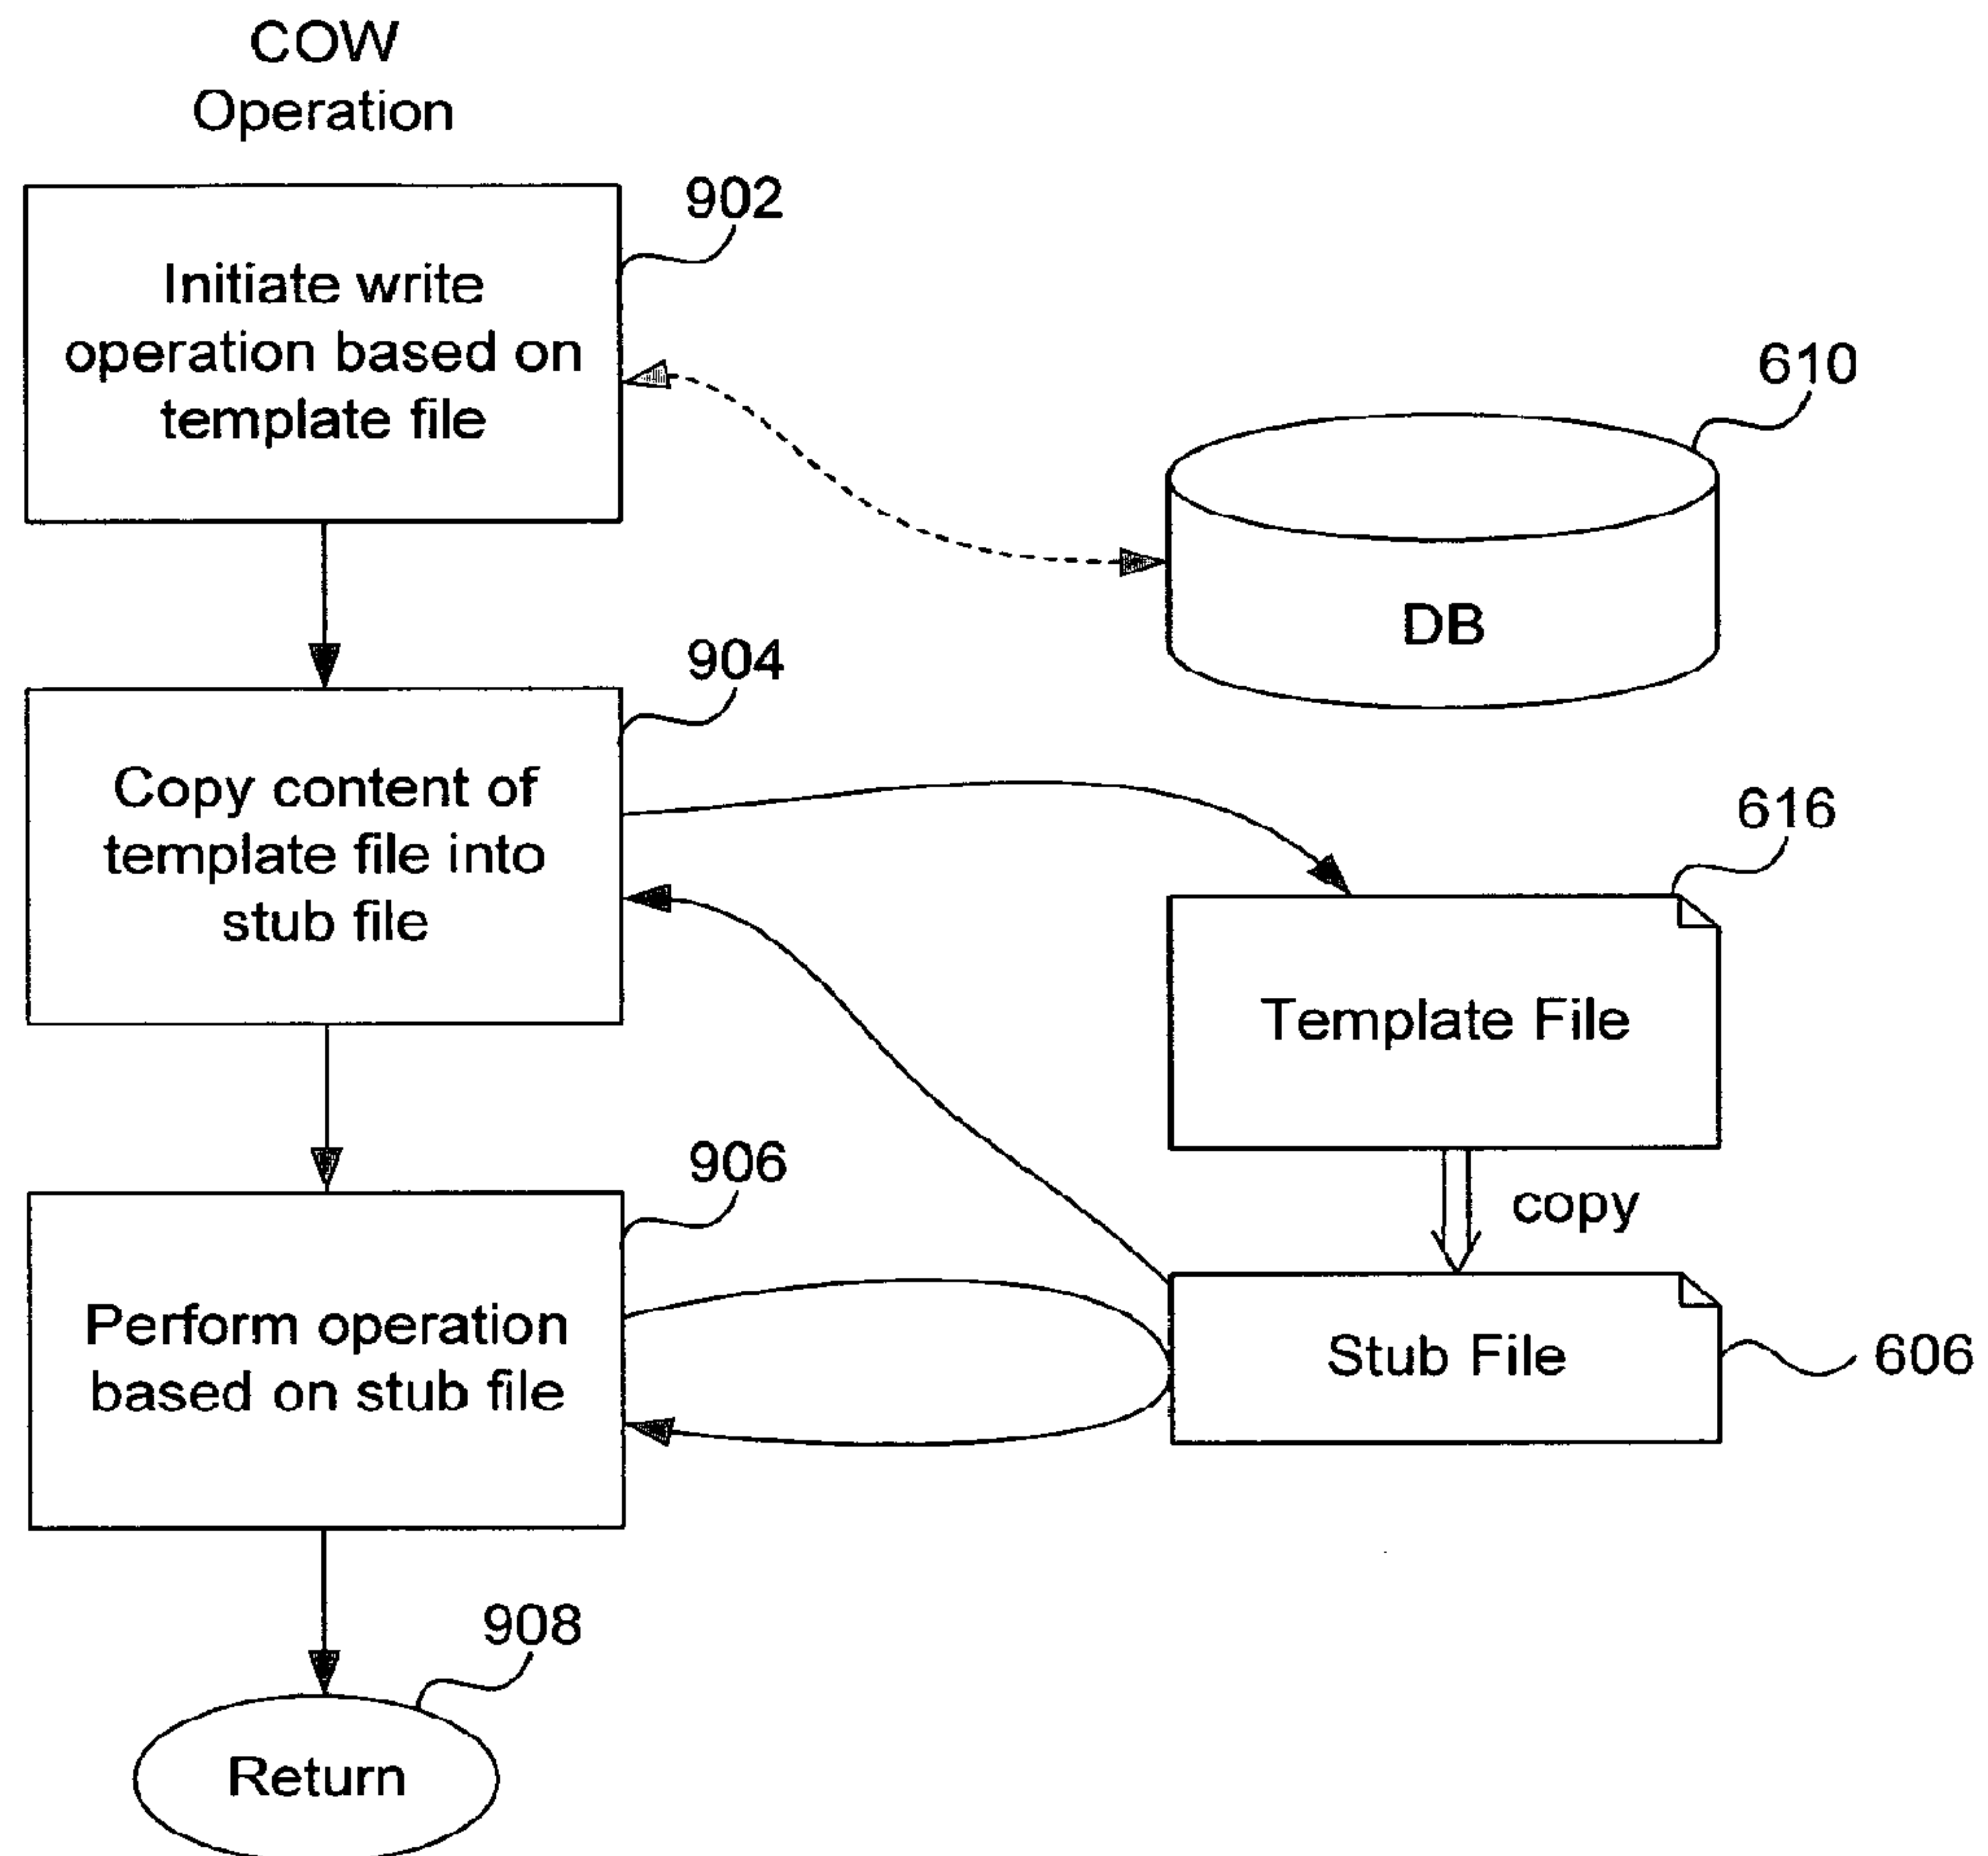 COW
Operation
902
Initiate write
operation based on
template file
610
DB
904
Copy content of
template file into
stub file
616
Template File
copy
906
Perform operation
based on stub file
Stub File
606
908
Return